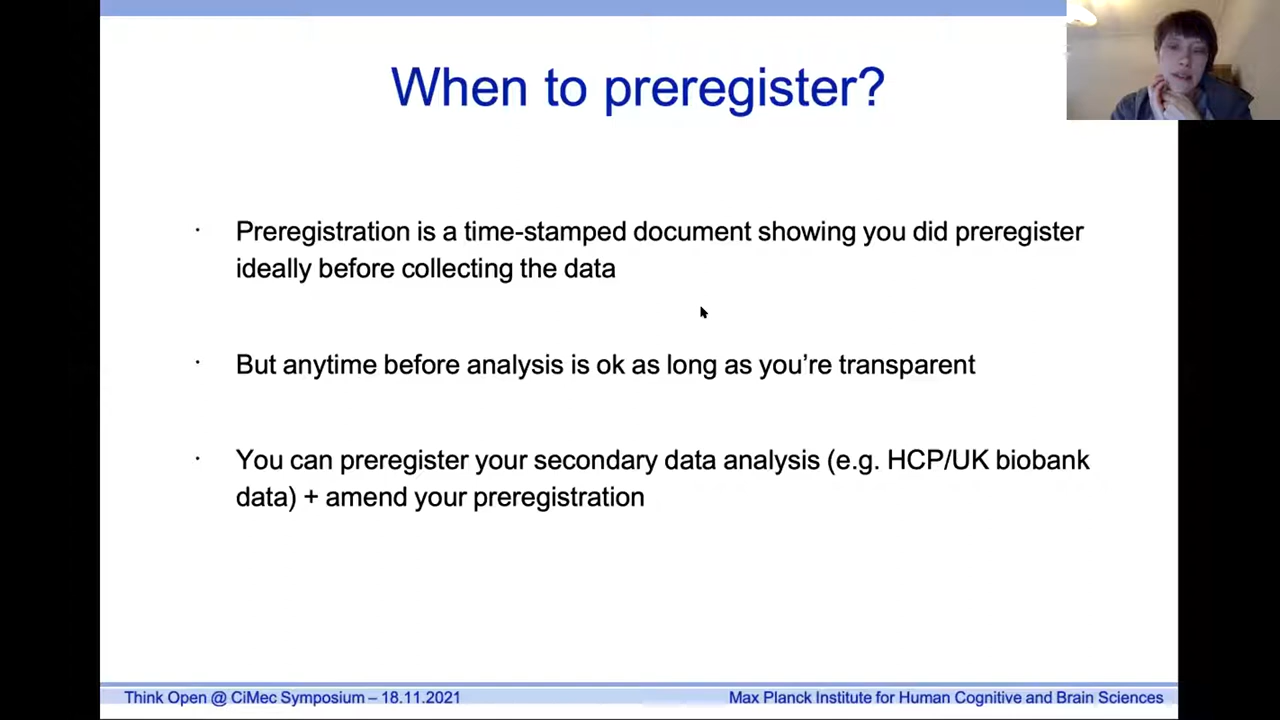 When to preregister?
· Preregistration is a time-stamped document showing you did preregister
ideally before collecting the data
· But anytime before analysis is ok as long as you’re transparent
· You can preregister your secondary data analysis (e.g. HCP/UK biobank
data) + amend your preregistration
Think Open @ CiMec Symposium – 18.11.2021
Max Planck Institute for Human Cognitive and Brain Sciences